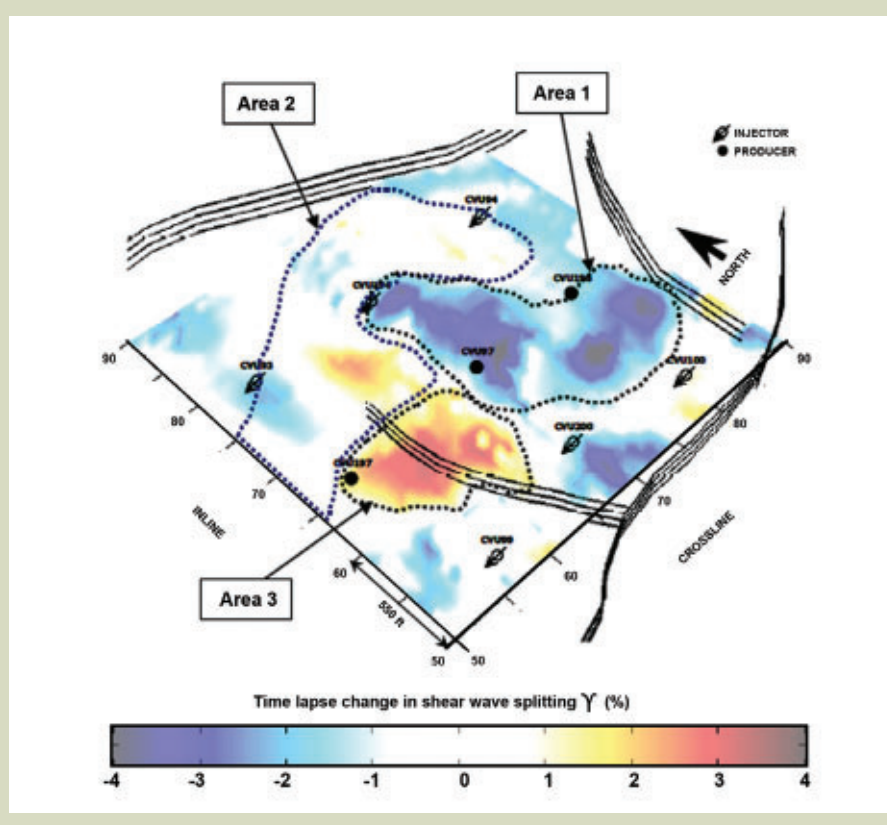 Area 2
Area 1
INJECTOR
PRODUCER
CVU94
NORTH
CVU97
90
90
CVU93
CVU200
80
80
70
70
INLINE
CROSSLINE
CVU99
60
60
Area 3
550 ft
50
50
Time lapse change in shear wave splitting ϒ (%)
-4 -3 -2 -1 0 1 2 3 4